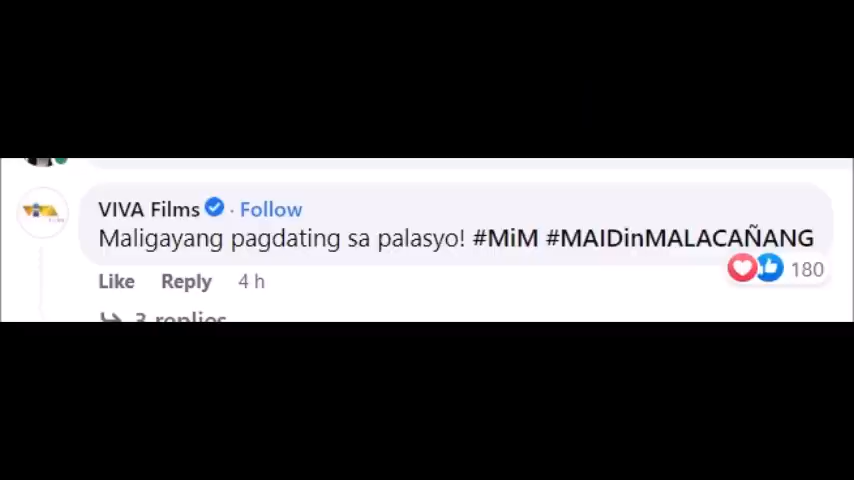 VIVA Films · Follow
Maligayang pagdating sa palasyo! #MiM #MAIDinMALACAÑANG
180
Like Reply 4 h
3 replies